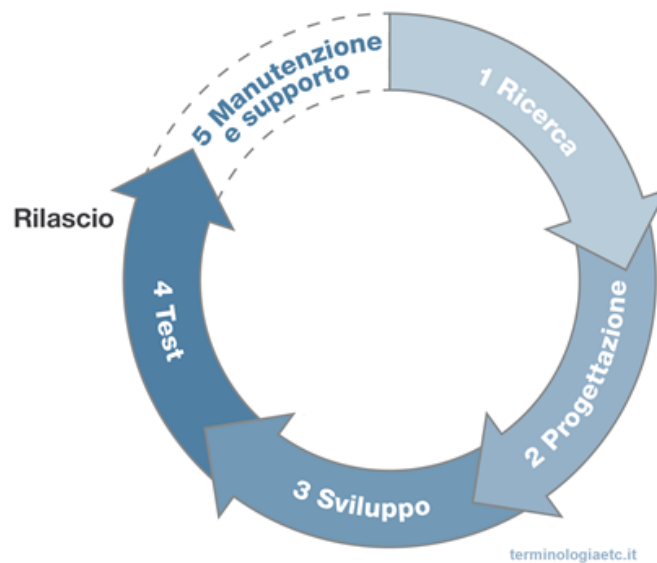 1 Ricerca
2 Progettazione
3 Sviluppo
4 Test
Rilascio
5 Manutenzione
e supporto
terminologiaetc.it